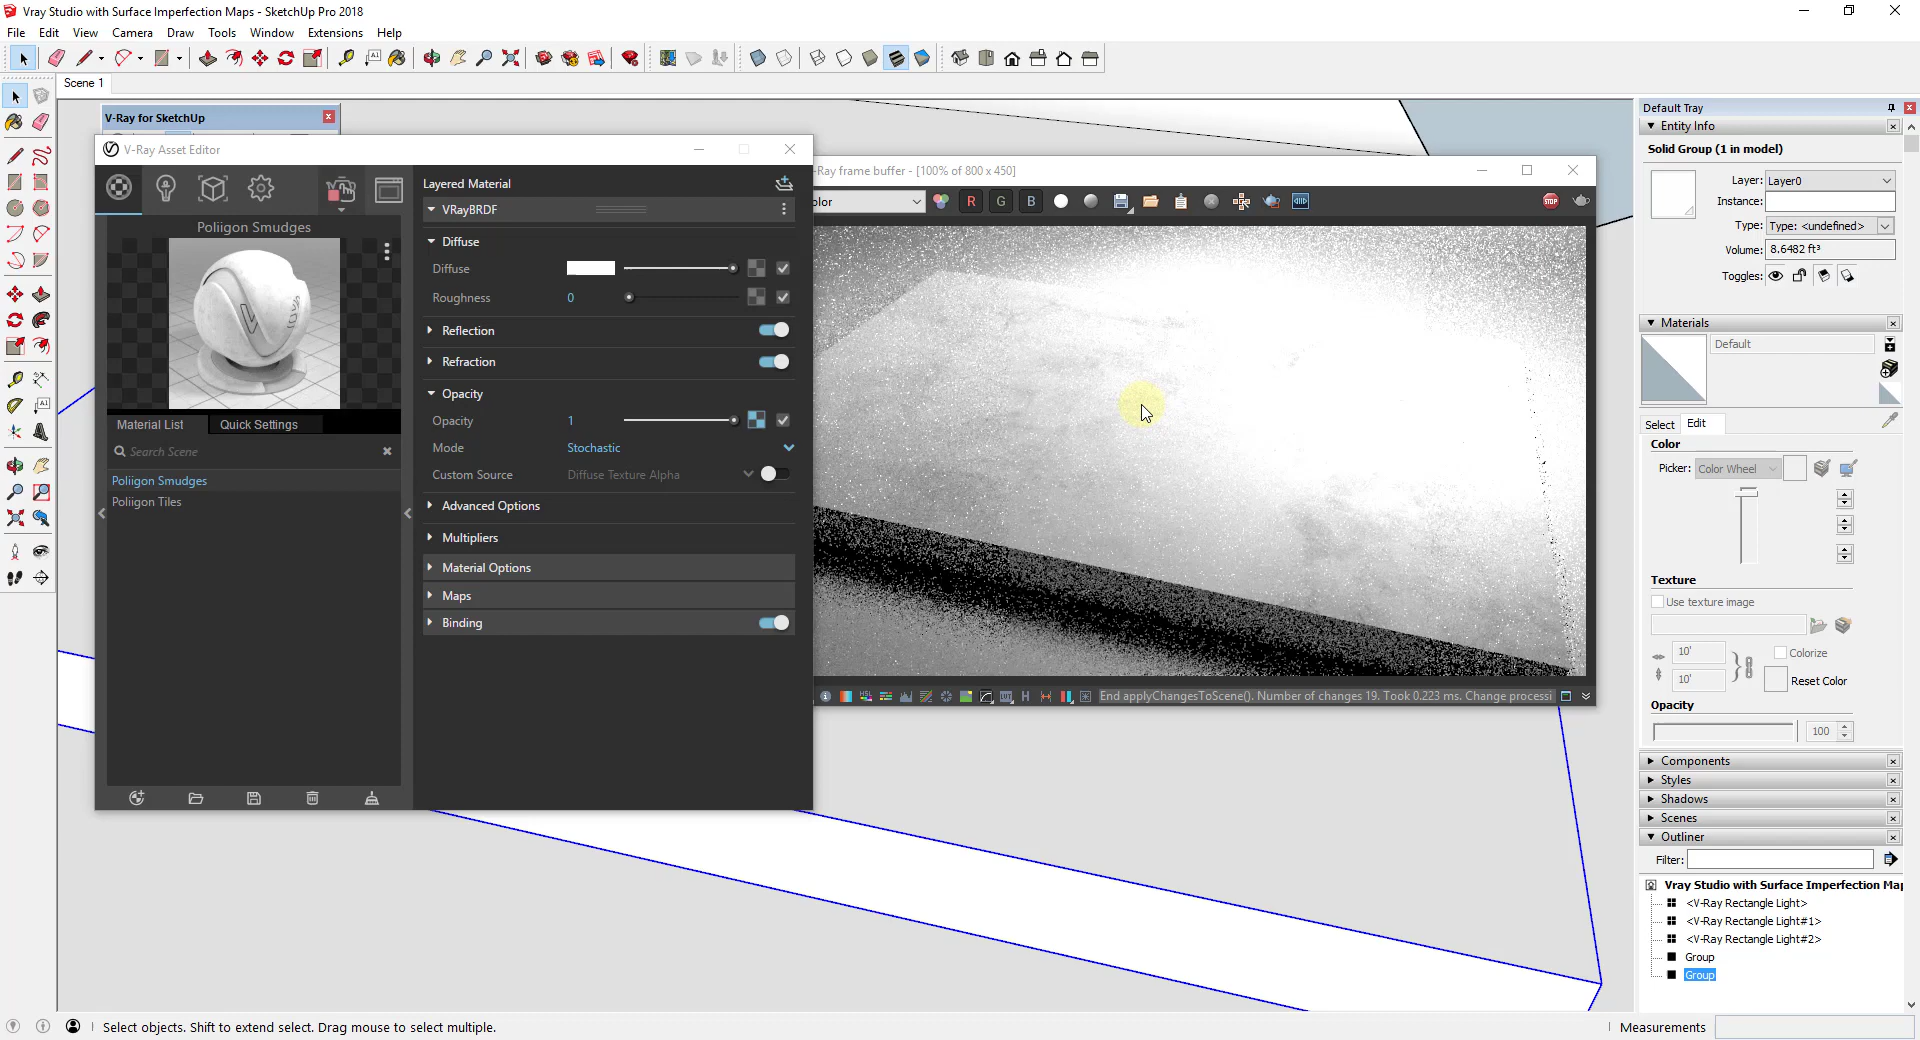 Vray Studio with Surface Imperfection Maps - SketchUp Pro 2018
File Edit View Camera Draw Tools Window Extensions Help
Scene 1
V-Ray for SketchUp
V-Ray Asset Editor
Poliigon Smudges
Material List
Quick Settings
Search Scene
Poliigon Smudges
Poliigon Tiles
Layered Material
VRayBRDF
Diffuse
Diffuse
Roughness 0
Reflection
Refraction
Opacity
Opacity 1
Mode Stochastic
Custom Source Diffuse Texture Alpha
Advanced Options
Multipliers
Material Options
Maps
Binding
-Ray frame buffer - [100% of 800 x 450]
olor
R G B
STOP
End applyChangesToScene(). Number of changes 19. Took 0.223 ms. Change processi
Default Tray
Entity Info
Solid Group (1 in model)
Layer: Layer0
Instance:
Type: Type: <undefined>
Volume: 8.6482 ft³
Toggles:
Materials
Default
Select Edit
Color
Picker: Color Wheel
Texture
Use texture image
10'
Colorize
10'
Reset Color
Opacity
100
Components
Styles
Shadows
Scenes
Outliner
Filter:
Vray Studio with Surface Imperfection Map
<V-Ray Rectangle Light>
<V-Ray Rectangle Light#1>
<V-Ray Rectangle Light#2>
Group
Group
Select objects. Shift to extend select. Drag mouse to select multiple.
Measurements